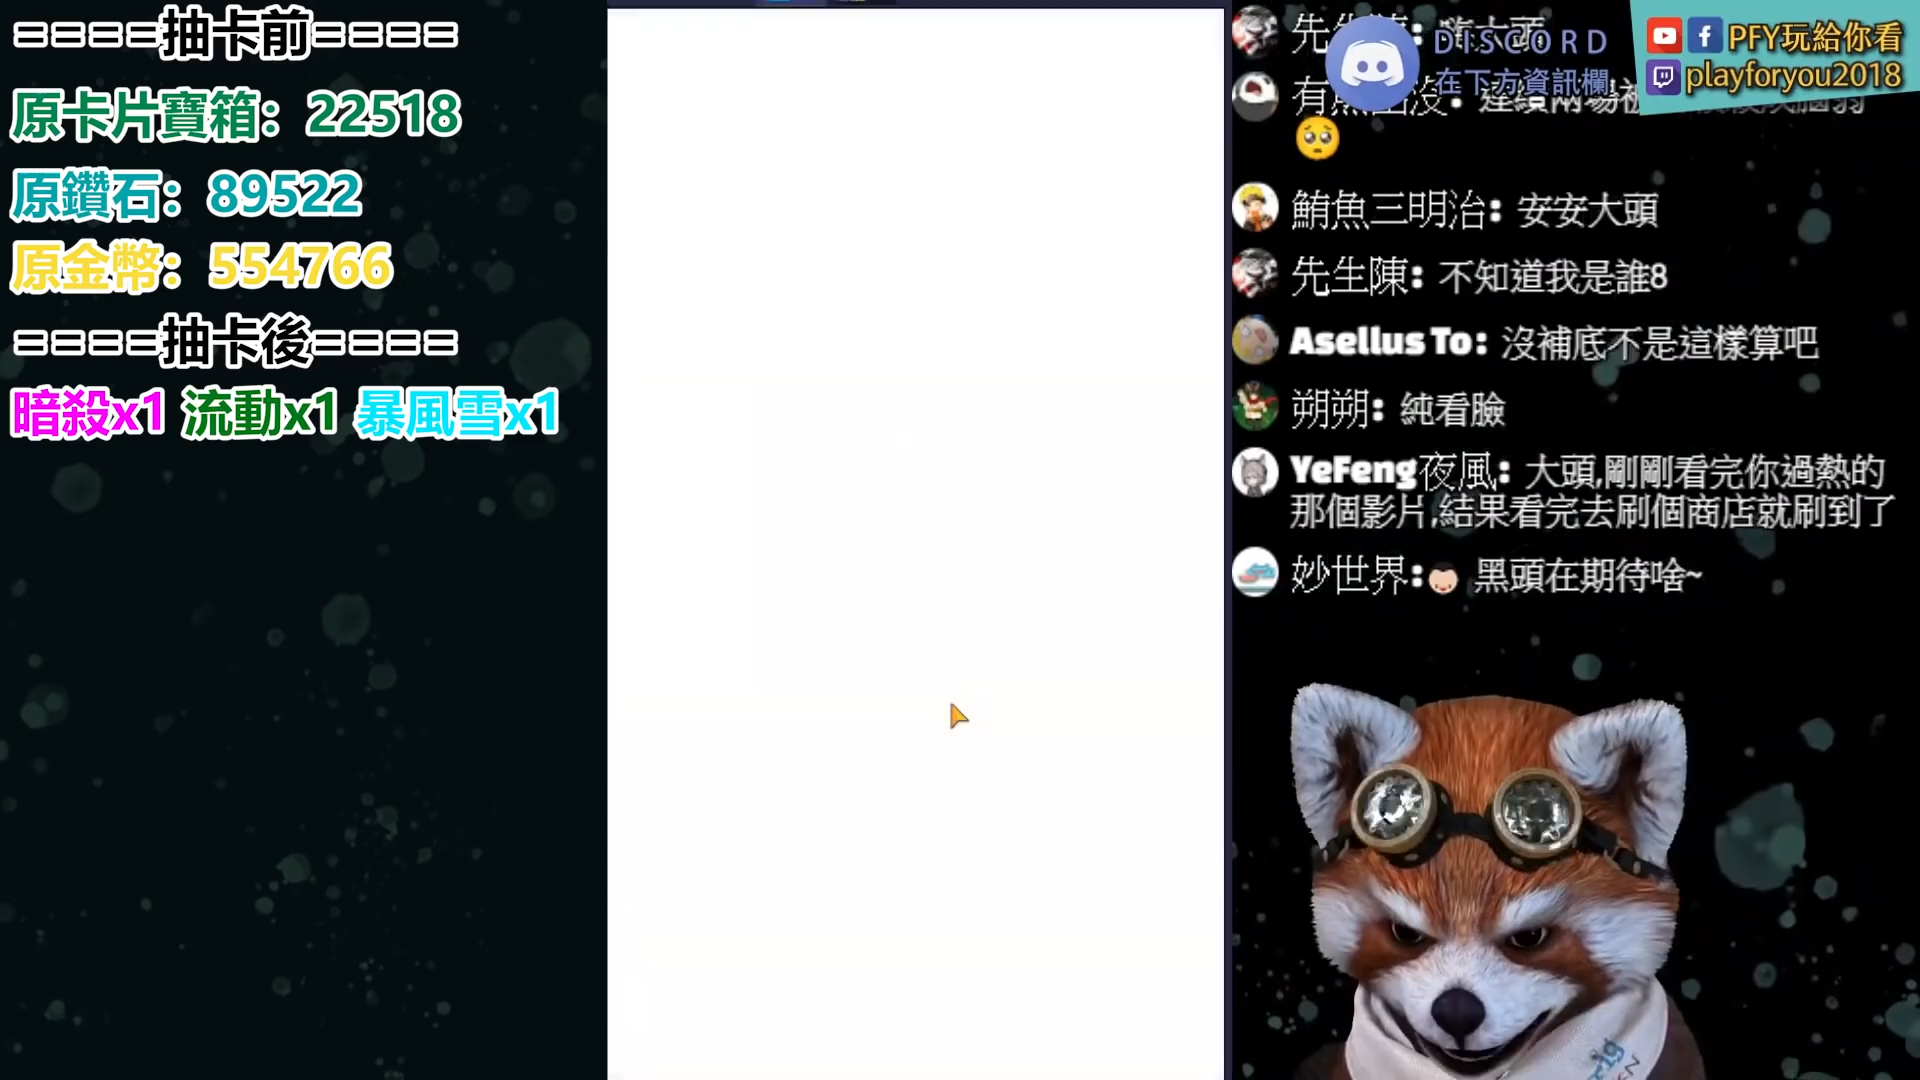 ====抽卡前====
原卡片寶箱：22518
原鑽石：89522
原金幣：554766
====抽卡後====
暗殺x1 流動x1 暴風雪x1
DISCORD
在下方資訊欄
PFY玩給你看
playforyou2018
鮪魚三明治：安安大頭
先生陳：不知道我是誰8
Asellus To：沒補底不是這樣算吧
朔朔：純看臉
YeFeng夜風：大頭,剛剛看完你過熱的
那個影片,結果看完去刷個商店就刷到了
妙世界：黑頭在期待啥~